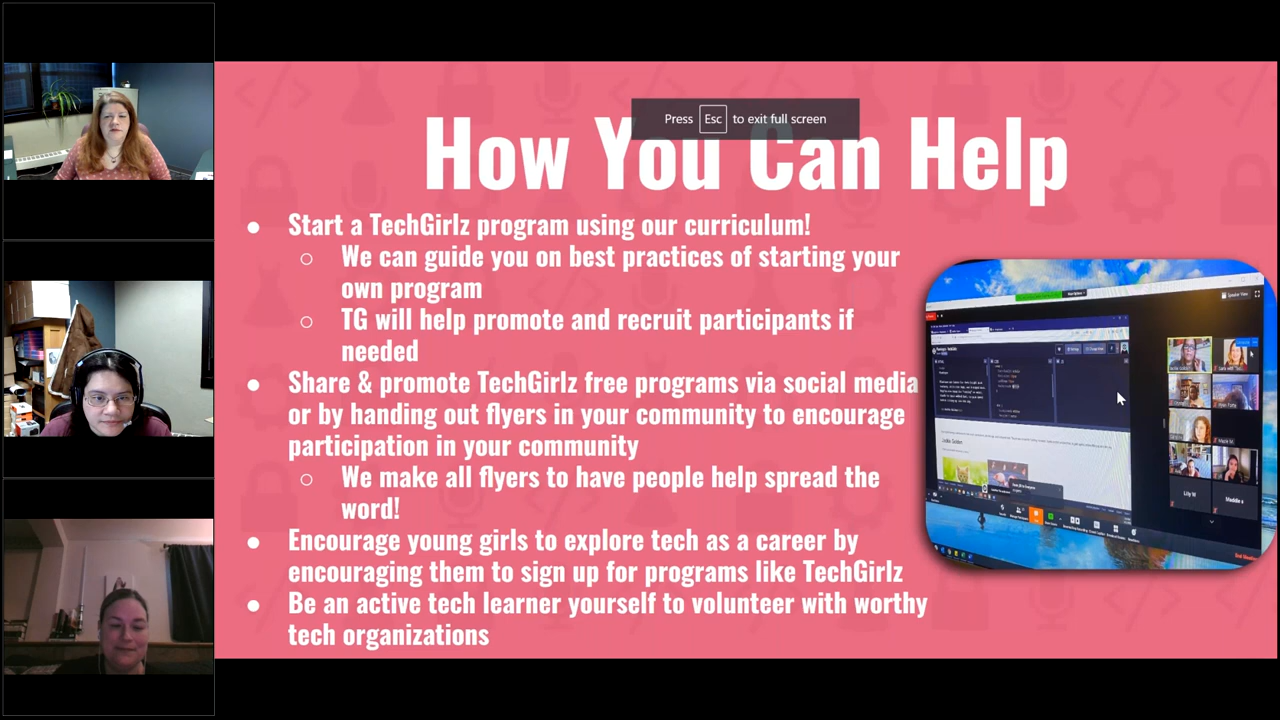 Press Esc to exit full screen
How You Can Help
● Start a TechGirlz program using our curriculum!
○ We can guide you on best practices of starting your
own program
○ TG will help promote and recruit participants if
needed
● Share & promote TechGirlz free programs via social media
or by handing out flyers in your community to encourage
participation in your community
○ We make all flyers to have people help spread the
word!
● Encourage young girls to explore tech as a career by
encouraging them to sign up for programs like TechGirlz
● Be an active tech learner yourself to volunteer with worthy
tech organizations
Speaker View
Lily W
Maddie s